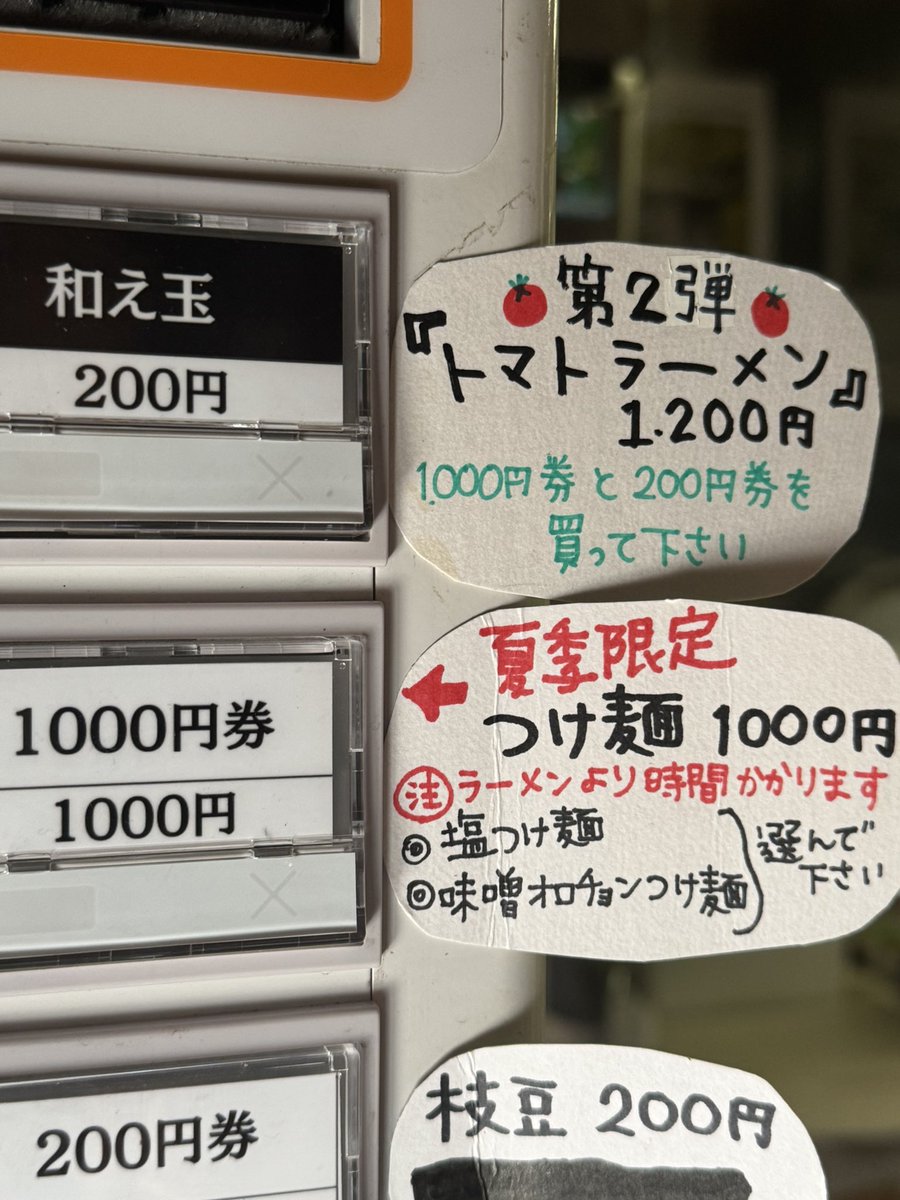 和え玉
200円
第2弾
『トマトラーメン』
1.200円
1.000円券と200円券を
買って下さい
1000円券
1000円
夏季限定
つけ麺 1000円
注 ラーメンより時間かかります
◎塩つけ麺
◎味噌オロチョンつけ麺
選んで
下さい
200円券
枝豆 200円